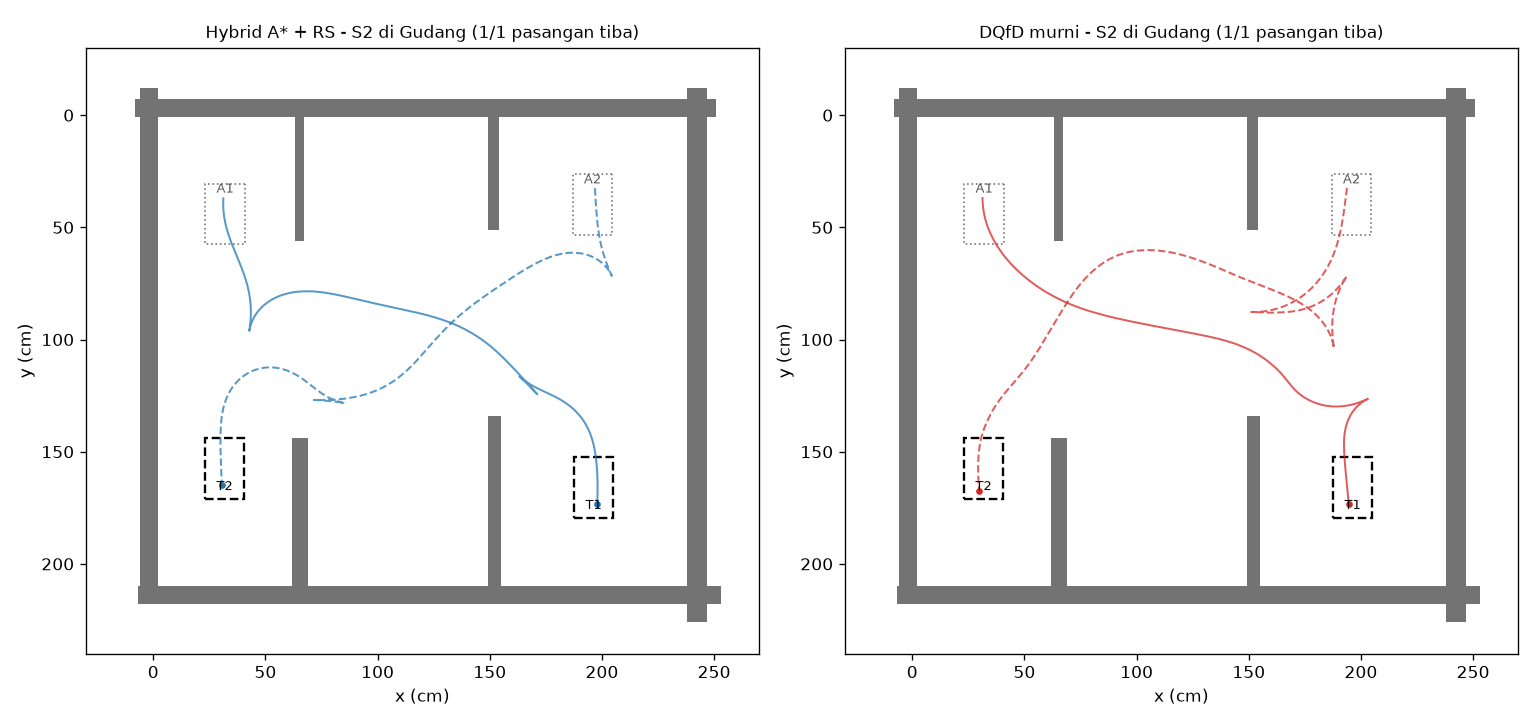 Hybrid A* + RS - S2 di Gudang (1/1 pasangan tiba)
0
50
100
150
200
y (cm)
A1
A2
T2
T1
0
50
100
150
200
250
x (cm)
DQfD murni - S2 di Gudang (1/1 pasangan tiba)
0
50
100
150
200
y (cm)
A1
A2
T2
T1
0
50
100
150
200
250
x (cm)